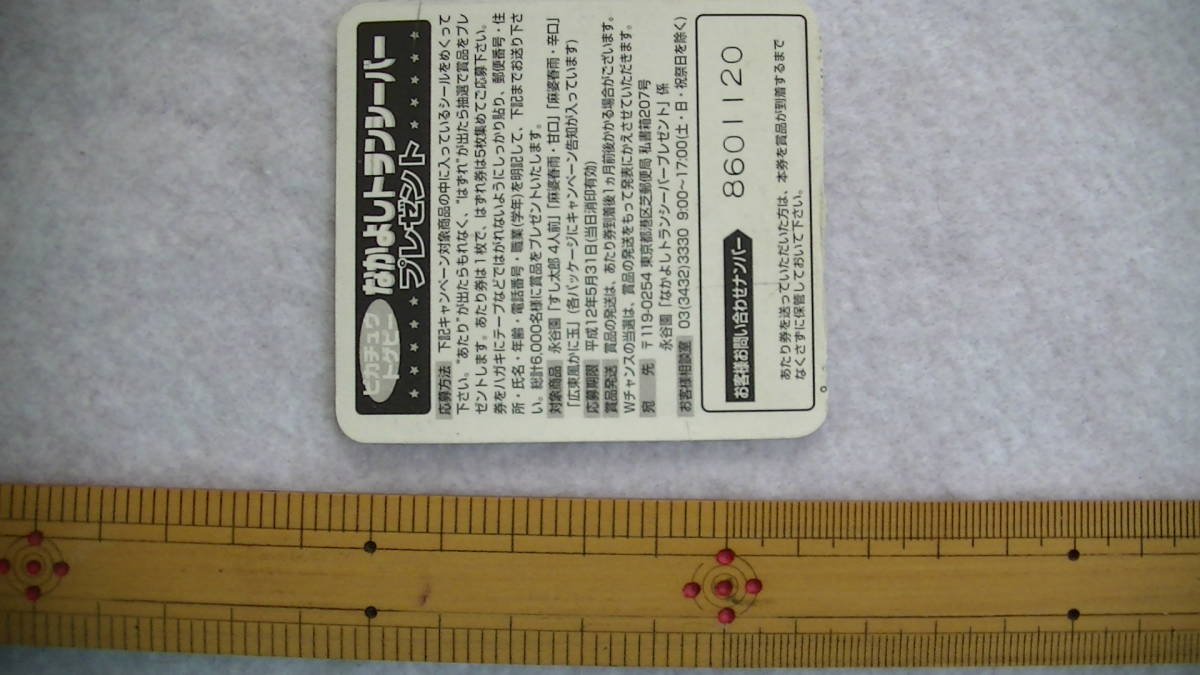 ピカチュウ
トゲピー
なかよしトランシーバー
プレゼント
応募方法 下記キャンペーン対象商品の中に入っているシールをめくって
下さい。“あたり”が出たらもれなく、“はずれ”が出たら抽選で賞品をプレ
ゼントします。あたり券は1枚で、はずれ券は5枚集めてご応募下さい。
券をハガキにテープなどではがれないようにしっかり貼り、郵便番号・住
所・氏名・年齢・電話番号・職業(学年)を明記して、下記までお送り下さ
い。総計6,000名様に賞品をプレゼントいたします。
対象商品 永谷園「すし太郎 4人前」「麻婆春雨・甘口」「麻婆春雨・辛口」
「広東風かに玉」(各パッケージにキャンペーン告知が入っています)
応募期限 平成12年5月31日(当日消印有効)
賞品発送 賞品の発送は、あたり券到着後1ヵ月前後かかる場合がございます。
Wチャンスの当選は、賞品の発送をもって発表にかえさせていただきます。
宛先 〒119-0254 東京都港区芝郵便局 私書箱207号
永谷園「なかよしトランシーバープレゼント」係
お客様相談室 03(3432)3330 9:00～17:00(土・日・祝祭日を除く)
お客様お問い合わせナンバー 8601120
あたり券を送っていただいた方は、本券を賞品が到着するまで
なくさずに保管しておいて下さい。